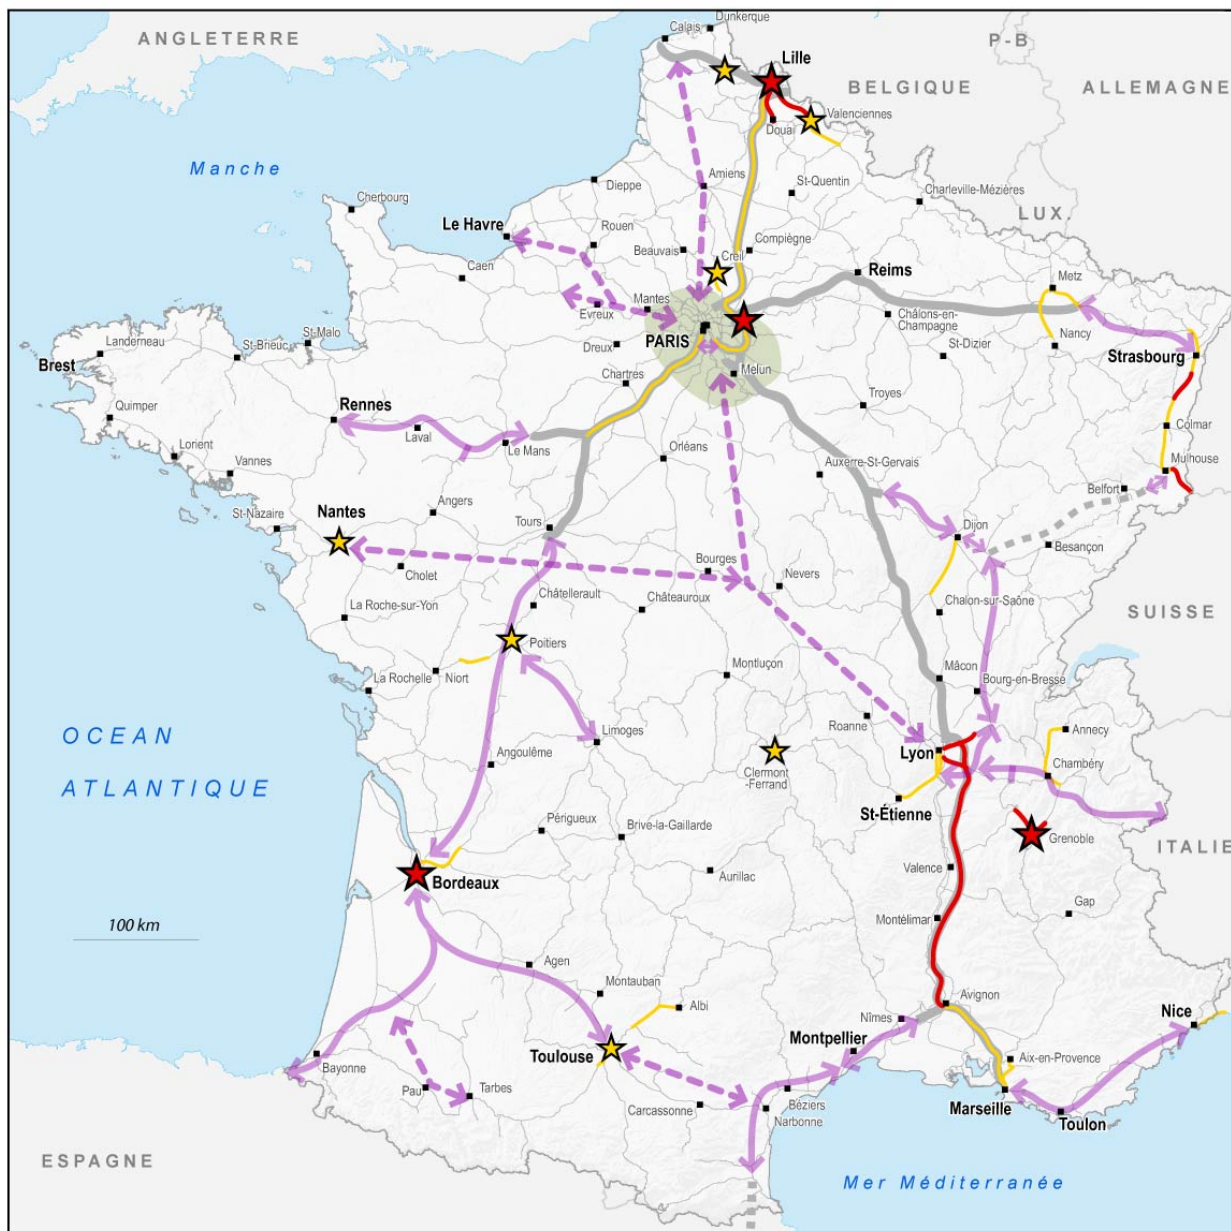 ANGLETERRE
Dunkerque
Calais
P-B
Lille
BELGIQUE
ALLEMAGNE
Valenciennes
Douai
Manche
Amiens
St-Quentin
Dieppe
Charleville-Mézières
Cherbourg
LUX.
Le Havre
Rouen
Beauvais
Compiègne
Creil
Caen
Reims
Metz
Mantes
Evreux
Châlons-en-
Champagne
PARIS
Nancy
St-Malo
Landerneau
St-Brieuc
Dreux
St-Dizier
Strasbourg
Brest
Melun
Chartres
Troyes
Quimper
Rennes
Laval
Colmar
Le Mans
Lorient
Orléans
Auxerre-St-Gervais
Mulhouse
Vannes
Belfort
Angers
St-Nazaire
Nantes
Tours
Dijon
Besançon
Bourges
Cholet
Nevers
Châtellerault
Châteauroux
Chalon-sur-Saône
La Roche-sur-Yon
SUISSE
Poitiers
Montluçon
Mâcon
La Rochelle
Niort
Bourg-en-Bresse
Roanne
OCEAN
ATLANTIQUE
Limoges
Annecy
Lyon
Angoulême
Chambéry
Clermont
-Ferrand
St-Étienne
Périgueux
Brive-la-Gaillarde
Grenoble
ITALIE
Valence
Aurillac
Bordeaux
Gap
100 km
Montélimar
Agen
Montauban
Albi
Avignon
Nîmes
Nice
Montpellier
Toulouse
Aix-en-Provence
Bayonne
Pau
Tarbes
Béziers
Carcassonne
Narbonne
Marseille
Toulon
ESPAGNE
Mer Méditerranée